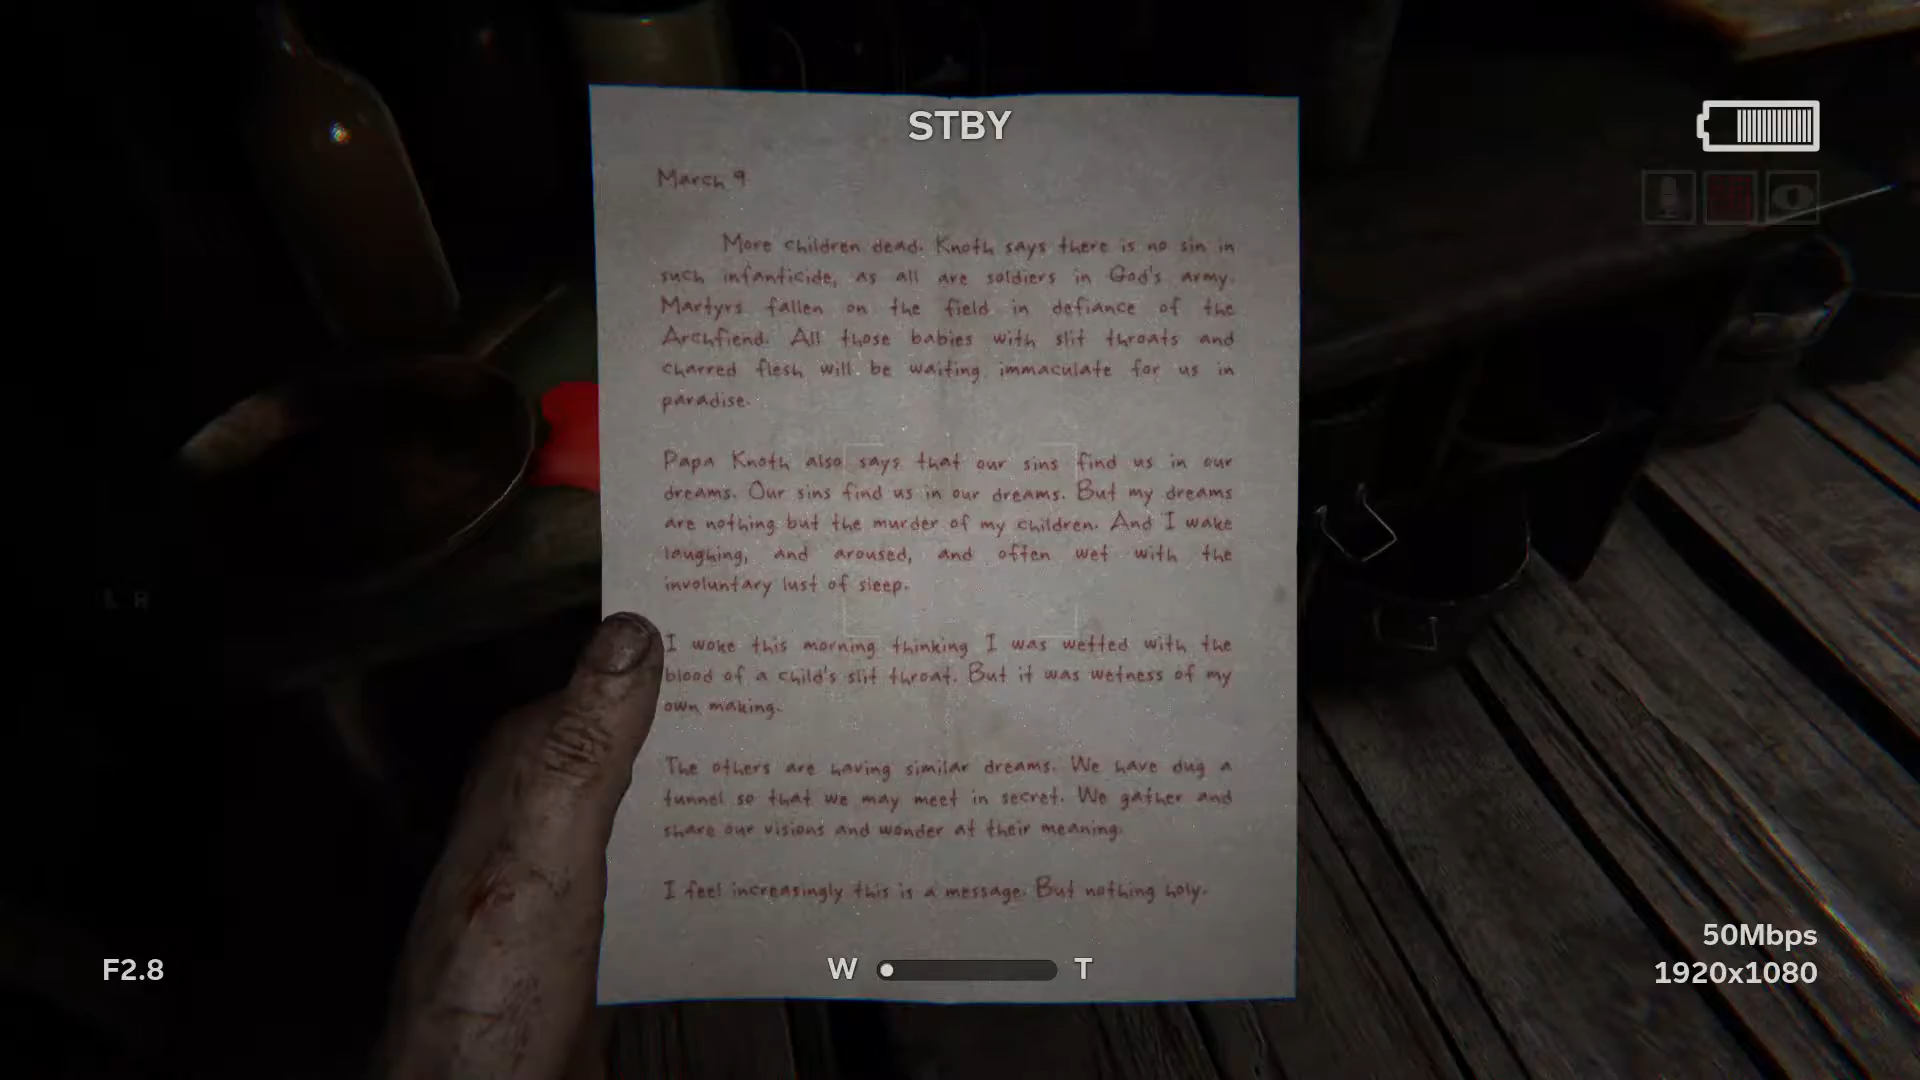 STBY
March 9
More children dead. Knoth says there is no sin in
such infanticide, as all are soldiers in God's army.
Martyrs fallen on the field in defiance of the
Archfiend. All those babies with slit throats and
charred flesh will be waiting immaculate for us in
paradise.
Papa Knoth also says that our sins find us in our
dreams. Our sins find us in our dreams. But my dreams
are nothing but the murder of my children. And I wake
laughing, and aroused, and often wet with the
involuntary lust of sleep.
I woke this morning thinking I was wetted with the
blood of a child's slit throat. But it was wetness of my
own making.
The others are having similar dreams. We have dug a
tunnel so that we may meet in secret. We gather and
share our visions and wonder at their meaning.
I feel increasingly this is a message. But nothing holy.
L R
F2.8
W T
50Mbps
1920x1080